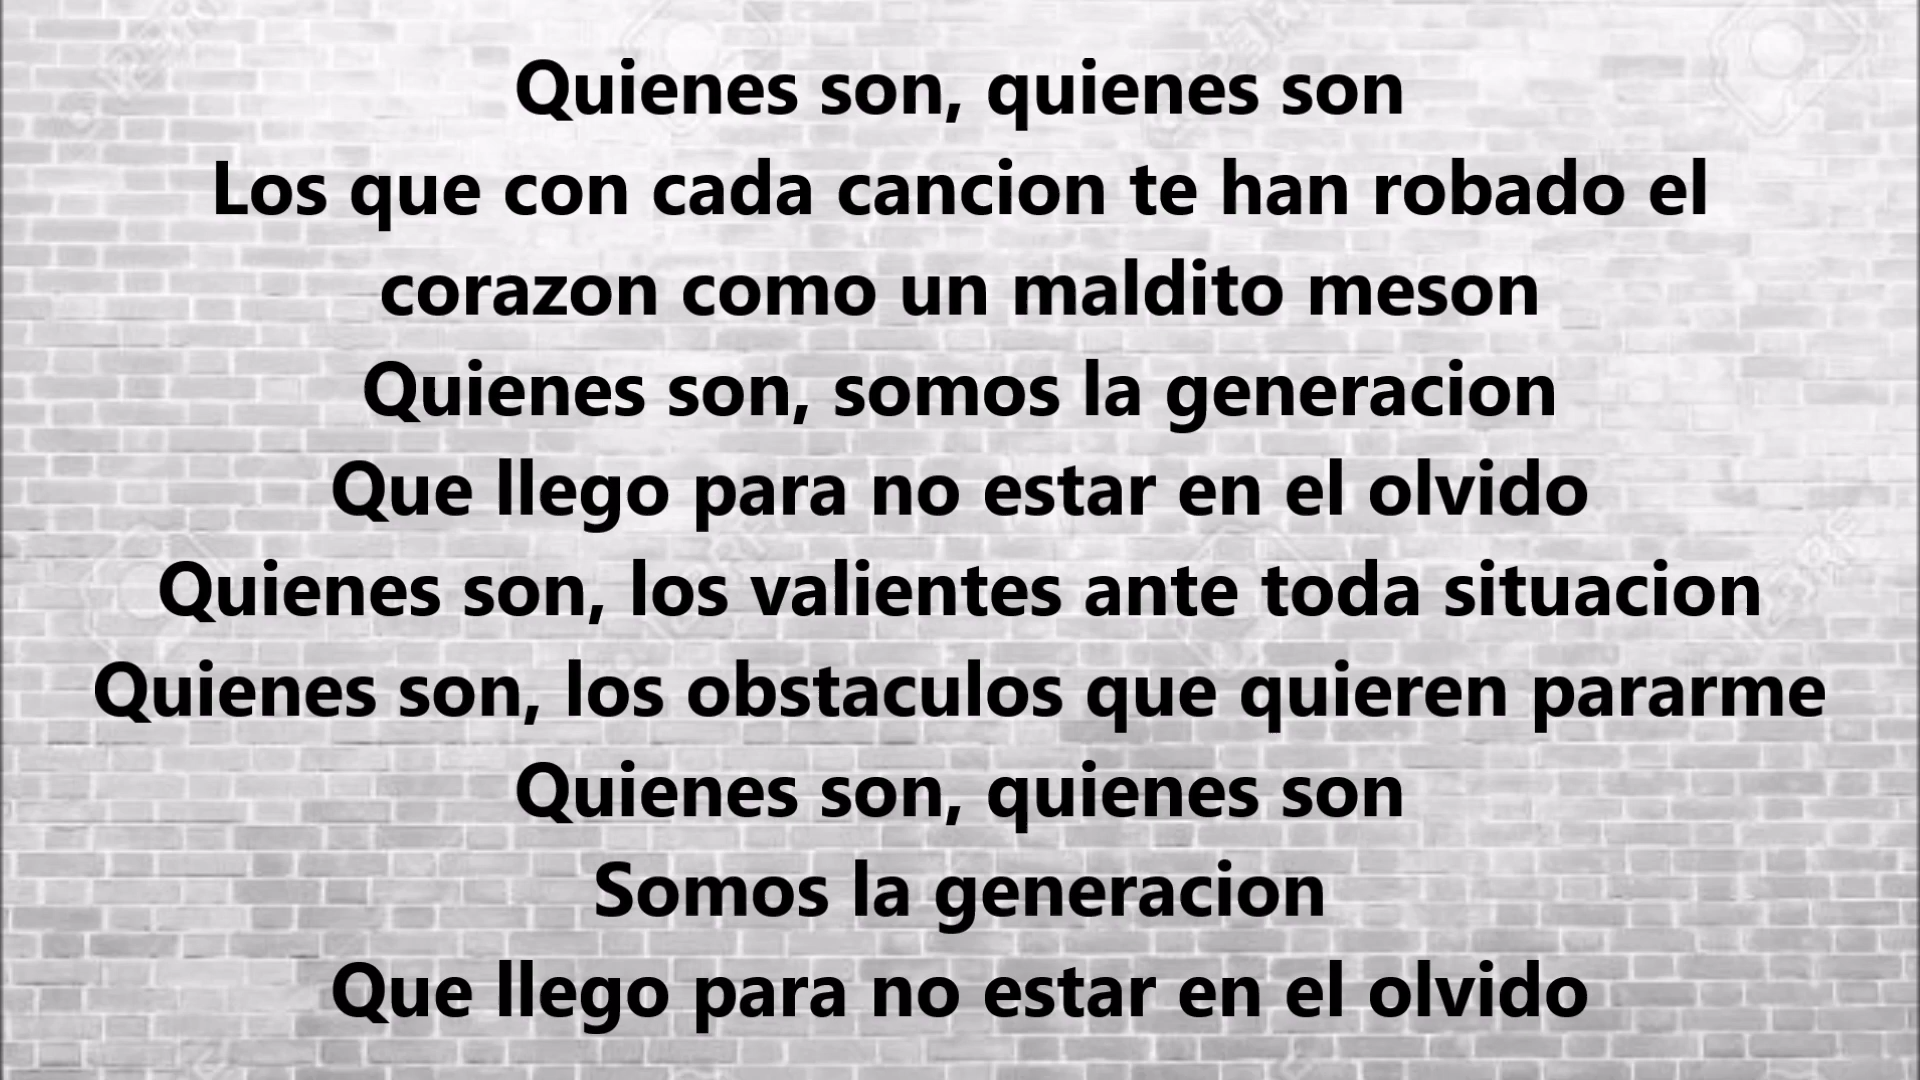 Quienes son, quienes son
Los que con cada cancion te han robado el
corazon como un maldito meson
Quienes son, somos la generacion
Que llego para no estar en el olvido
Quienes son, los valientes ante toda situacion
Quienes son, los obstaculos que quieren pararme
Quienes son, quienes son
Somos la generacion
Que llego para no estar en el olvido